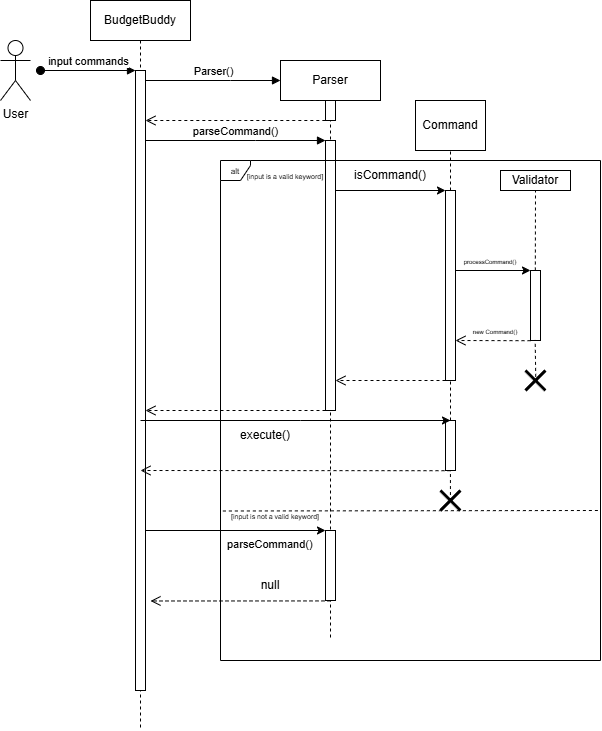 BudgetBuddy
input commands
User
Parser()
Parser
Command
parseCommand()
alt
[input is a valid keyword]
isCommand()
Validator
processCommand()
new Command()
execute()
[input is not a valid keyword]
parseCommand()
null